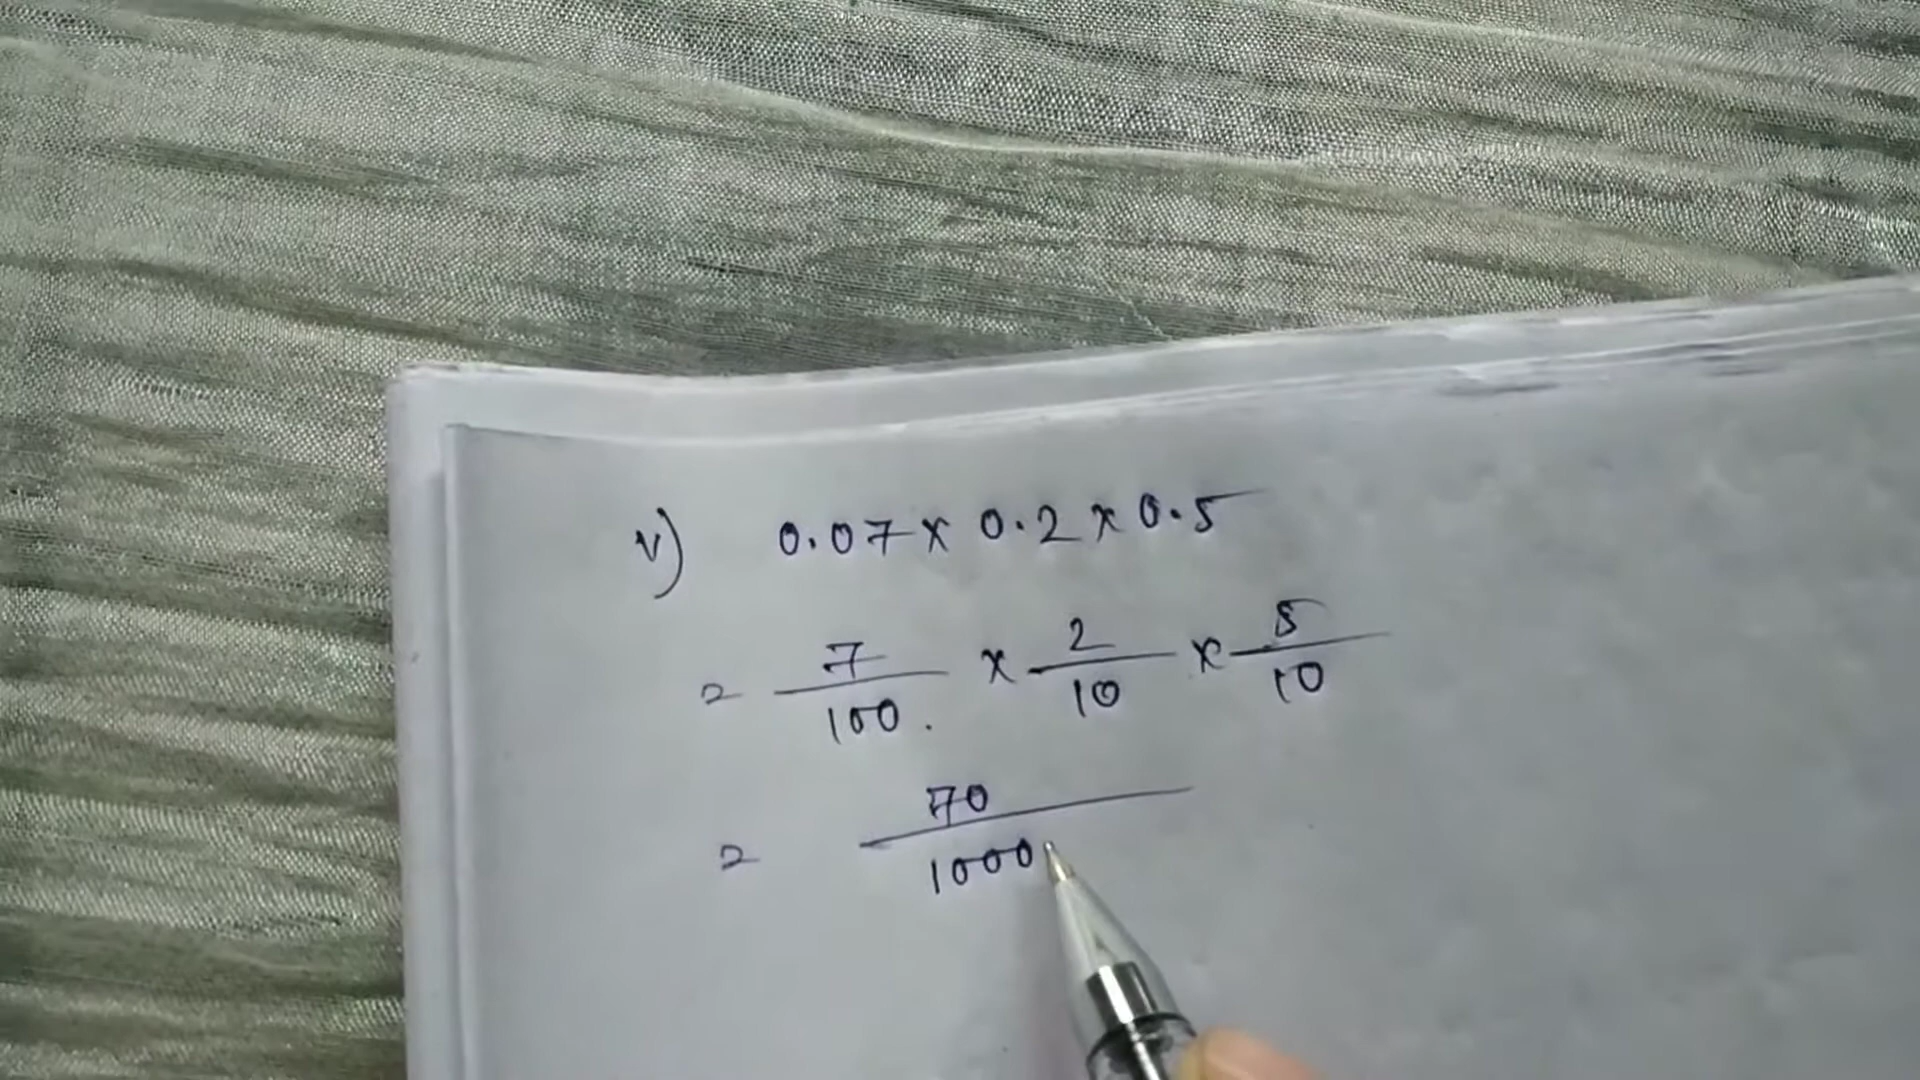 v) 0.07 x 0.2 x 0.5
= 7/100. x 2/10 x 5/10
= 70/1000